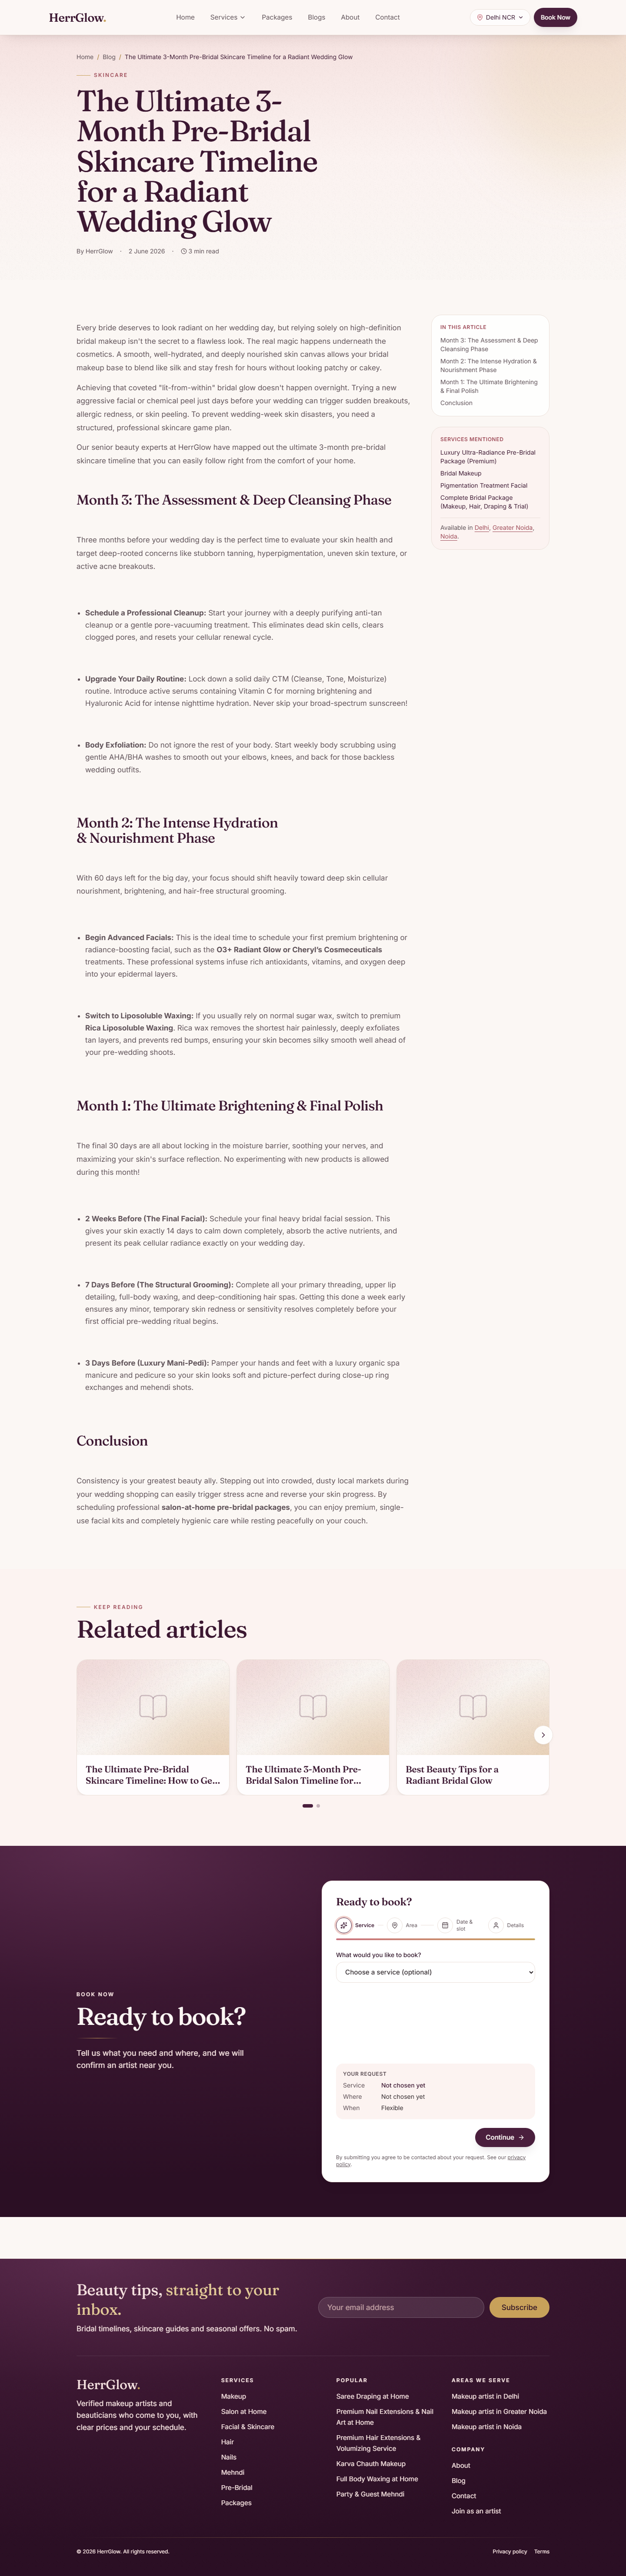 HerrGlow.
Home
Services
Packages
Blogs
About
Contact
Delhi NCR
Book Now
Home / Blog / The Ultimate 3-Month Pre-Bridal Skincare Timeline for a Radiant Wedding Glow
SKINCARE
The Ultimate 3-
Month Pre-Bridal
Skincare Timeline
for a Radiant
Wedding Glow
By HerrGlow · 2 June 2026 · 3 min read
Every bride deserves to look radiant on her wedding day, but relying solely on high-definition
bridal makeup isn't the secret to a flawless look. The real magic happens underneath the
cosmetics. A smooth, well-hydrated, and deeply nourished skin canvas allows your bridal
makeup base to blend like silk and stay fresh for hours without looking patchy or cakey.
Achieving that coveted "lit-from-within" bridal glow doesn't happen overnight. Trying a new
aggressive facial or chemical peel just days before your wedding can trigger sudden breakouts,
allergic redness, or skin peeling. To prevent wedding-week skin disasters, you need a
structured, professional skincare game plan.
Our senior beauty experts at HerrGlow have mapped out the ultimate 3-month pre-bridal
skincare timeline that you can easily follow right from the comfort of your home.
IN THIS ARTICLE
Month 3: The Assessment & Deep
Cleansing Phase
Month 2: The Intense Hydration &
Nourishment Phase
Month 1: The Ultimate Brightening
& Final Polish
Conclusion
SERVICES MENTIONED
Luxury Ultra-Radiance Pre-Bridal
Package (Premium)
Bridal Makeup
Pigmentation Treatment Facial
Complete Bridal Package
(Makeup, Hair, Draping & Trial)
Available in Delhi, Greater Noida,
Noida.
Month 3: The Assessment & Deep Cleansing Phase
Three months before your wedding day is the perfect time to evaluate your skin health and
target deep-rooted concerns like stubborn tanning, hyperpigmentation, uneven skin texture, or
active acne breakouts.
• Schedule a Professional Cleanup: Start your journey with a deeply purifying anti-tan
cleanup or a gentle pore-vacuuming treatment. This eliminates dead skin cells, clears
clogged pores, and resets your cellular renewal cycle.
• Upgrade Your Daily Routine: Lock down a solid daily CTM (Cleanse, Tone, Moisturize)
routine. Introduce active serums containing Vitamin C for morning brightening and
Hyaluronic Acid for intense nighttime hydration. Never skip your broad-spectrum sunscreen!
• Body Exfoliation: Do not ignore the rest of your body. Start weekly body scrubbing using
gentle AHA/BHA washes to smooth out your elbows, knees, and back for those backless
wedding outfits.
Month 2: The Intense Hydration
& Nourishment Phase
With 60 days left for the big day, your focus should shift heavily toward deep skin cellular
nourishment, brightening, and hair-free structural grooming.
• Begin Advanced Facials: This is the ideal time to schedule your first premium brightening or
radiance-boosting facial, such as the O3+ Radiant Glow or Cheryl's Cosmeceuticals
treatments. These professional systems infuse rich antioxidants, vitamins, and oxygen deep
into your epidermal layers.
• Switch to Liposoluble Waxing: If you usually rely on normal sugar wax, switch to premium
Rica Liposoluble Waxing. Rica wax removes the shortest hair painlessly, deeply exfoliates
tan layers, and prevents red bumps, ensuring your skin becomes silky smooth well ahead of
your pre-wedding shoots.
Month 1: The Ultimate Brightening & Final Polish
The final 30 days are all about locking in the moisture barrier, soothing your nerves, and
maximizing your skin's surface reflection. No experimenting with new products is allowed
during this month!
• 2 Weeks Before (The Final Facial): Schedule your final heavy bridal facial session. This
gives your skin exactly 14 days to calm down completely, absorb the active nutrients, and
present its peak cellular radiance exactly on your wedding day.
• 7 Days Before (The Structural Grooming): Complete all your primary threading, upper lip
detailing, full-body waxing, and deep-conditioning hair spas. Getting this done a week early
ensures any minor, temporary skin redness or sensitivity resolves completely before your
first official pre-wedding ritual begins.
• 3 Days Before (Luxury Mani-Pedi): Pamper your hands and feet with a luxury organic spa
manicure and pedicure so your skin looks soft and picture-perfect during close-up ring
exchanges and mehendi shots.
Conclusion
Consistency is your greatest beauty ally. Stepping out into crowded, dusty local markets during
your wedding shopping can easily trigger stress acne and reverse your skin progress. By
scheduling professional salon-at-home pre-bridal packages, you can enjoy premium, single-
use facial kits and completely hygienic care while resting peacefully on your couch.
KEEP READING
Related articles
The Ultimate Pre-Bridal
Skincare Timeline: How to Ge...
The Ultimate 3-Month Pre-
Bridal Salon Timeline for...
Best Beauty Tips for a
Radiant Bridal Glow
BOOK NOW
Ready to book?
Tell us what you need and where, and we will
confirm an artist near you.
Ready to book?
Service
Area
Date &
slot
Details
What would you like to book?
Choose a service (optional)
YOUR REQUEST
Service Not chosen yet
Where Not chosen yet
When Flexible
Continue →
By submitting you agree to be contacted about your request. See our privacy
policy.
Beauty tips, straight to your
inbox.
Bridal timelines, skincare guides and seasonal offers. No spam.
Your email address
Subscribe
HerrGlow.
Verified makeup artists and
beauticians who come to you, with
clear prices and your schedule.
SERVICES
Makeup
Salon at Home
Facial & Skincare
Hair
Nails
Mehndi
Pre-Bridal
Packages
POPULAR
Saree Draping at Home
Premium Nail Extensions & Nail
Art at Home
Premium Hair Extensions &
Volumizing Service
Karva Chauth Makeup
Full Body Waxing at Home
Party & Guest Mehndi
AREAS WE SERVE
Makeup artist in Delhi
Makeup artist in Greater Noida
Makeup artist in Noida
COMPANY
About
Blog
Contact
Join as an artist
© 2026 HerrGlow. All rights reserved.
Privacy policy
Terms